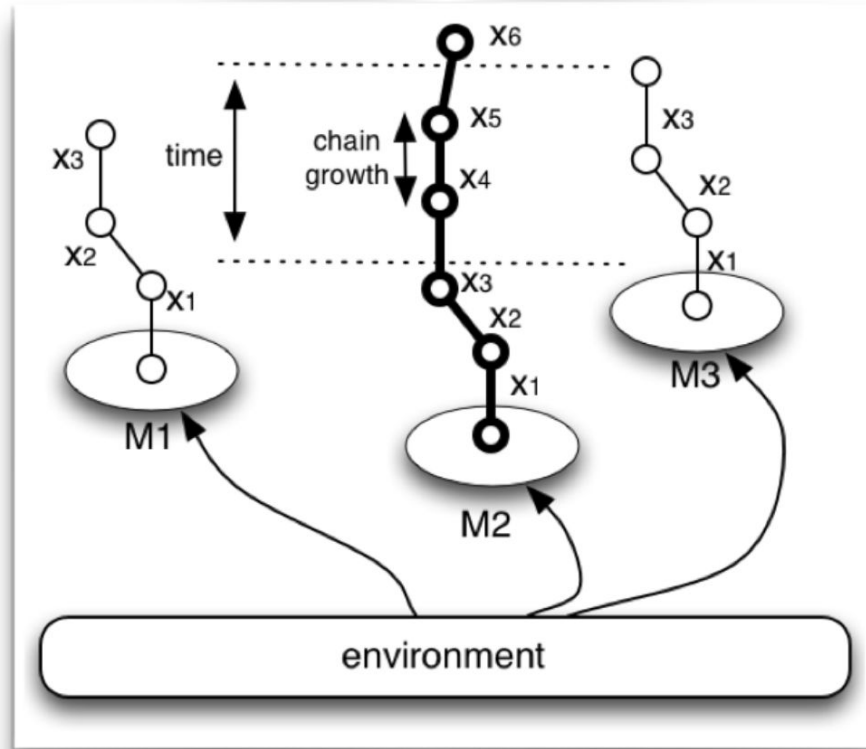 x6
x5
x4
x3
x2
x1
M2
time
chain
growth
x3
x2
x1
M1
x3
x2
x1
M3
environment